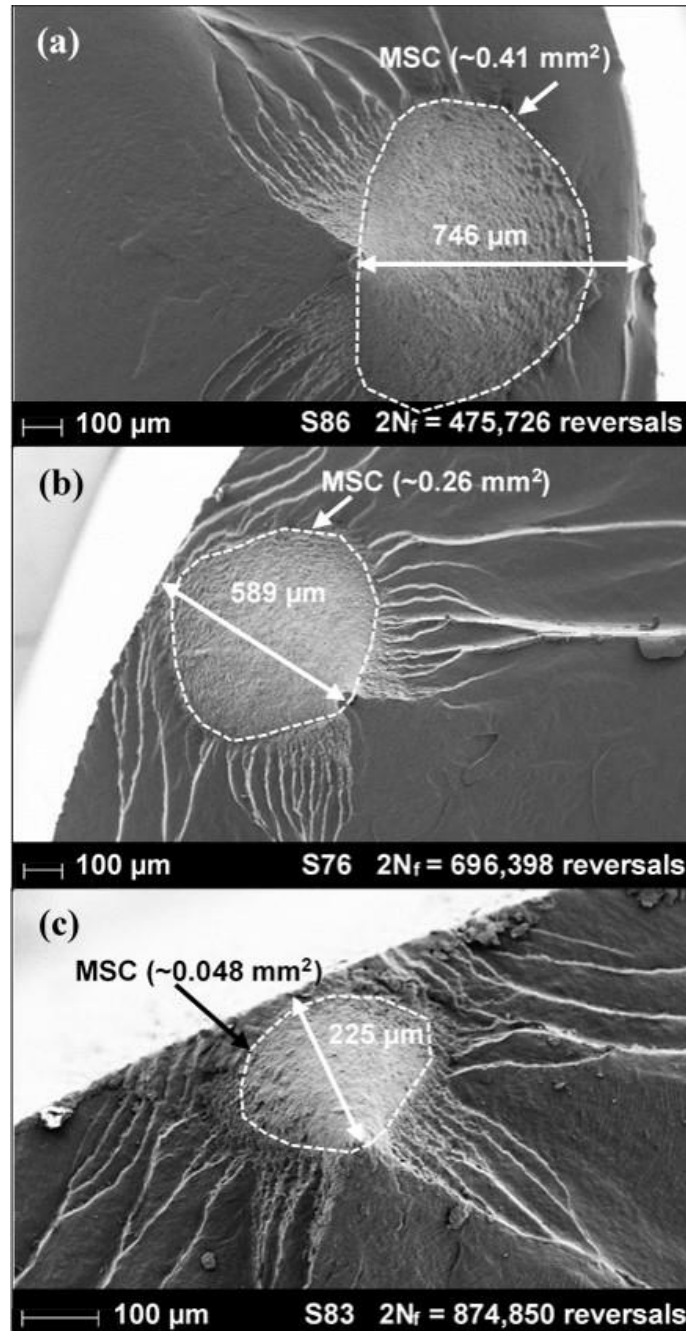 (a)
MSC (~0.41 mm²)
746 µm
100 µm S86 2Nf = 475,726 reversals
(b)
MSC (~0.26 mm²)
589 µm
100 µm S76 2Nf = 696,398 reversals
(c)
MSC (~0.048 mm²)
225 µm
100 µm S83 2Nf = 874,850 reversals